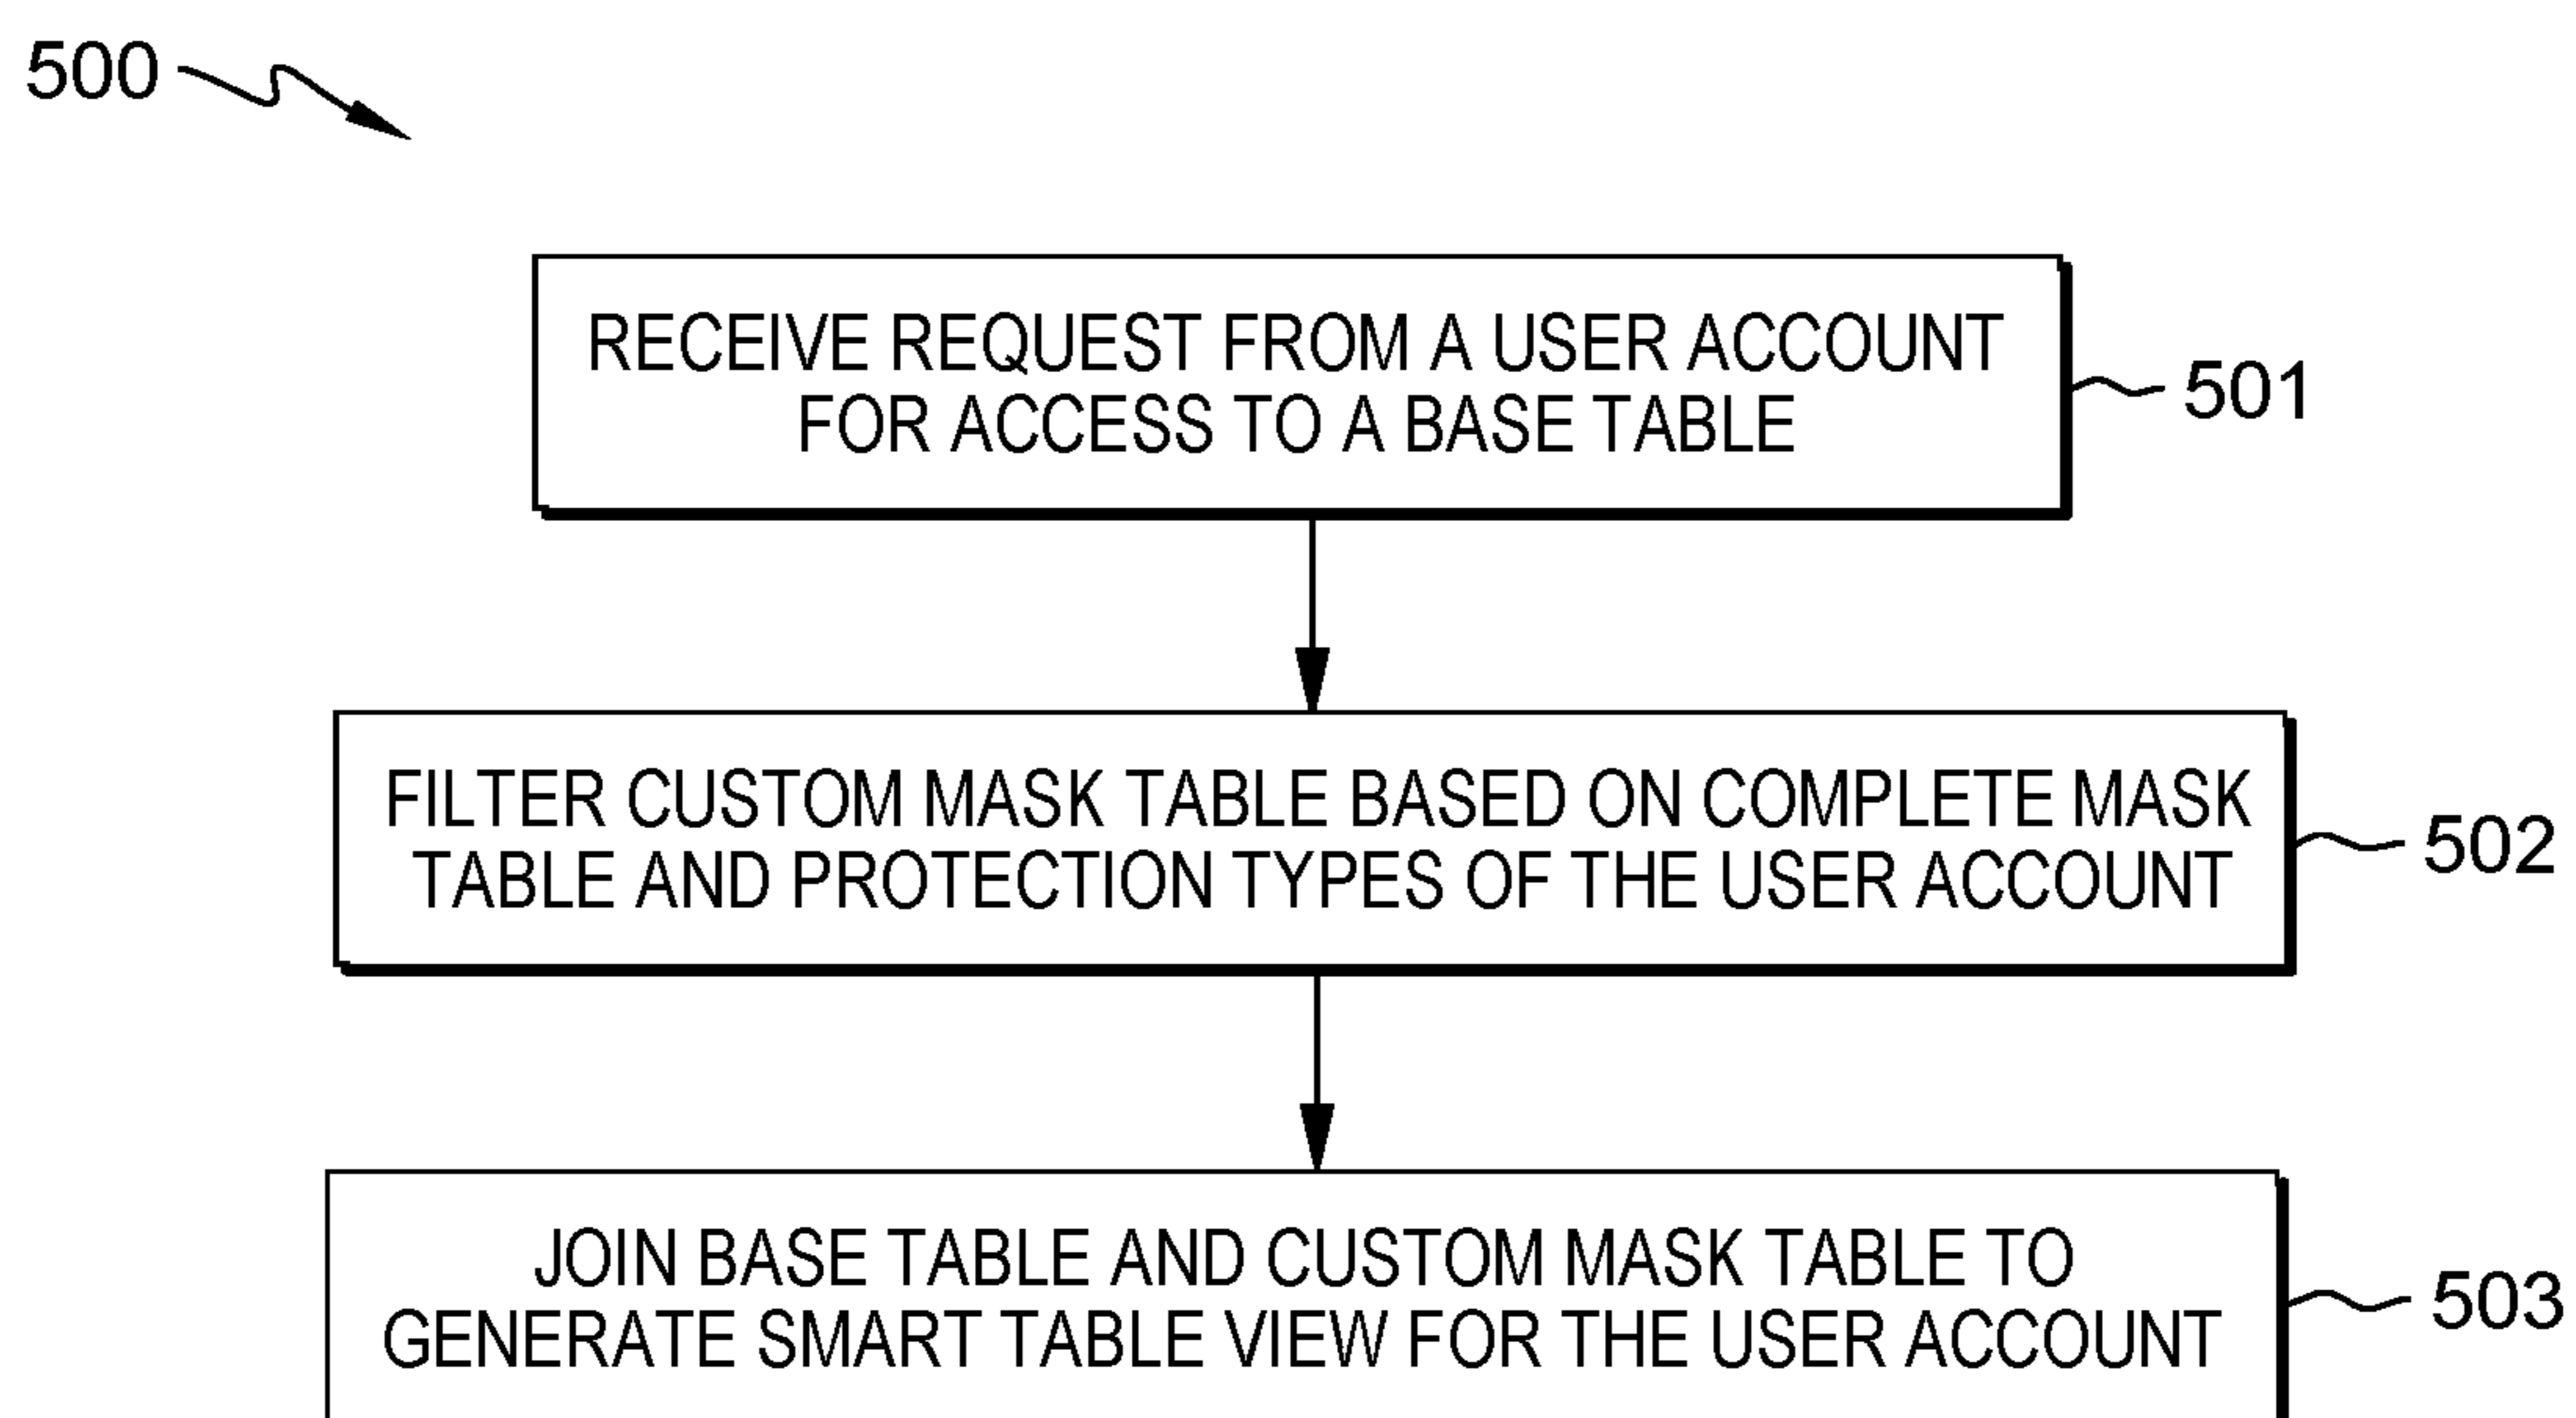 500
RECEIVE REQUEST FROM A USER ACCOUNT
FOR ACCESS TO A BASE TABLE
501
FILTER CUSTOM MASK TABLE BASED ON COMPLETE MASK
TABLE AND PROTECTION TYPES OF THE USER ACCOUNT
502
JOIN BASE TABLE AND CUSTOM MASK TABLE TO
GENERATE SMART TABLE VIEW FOR THE USER ACCOUNT
503